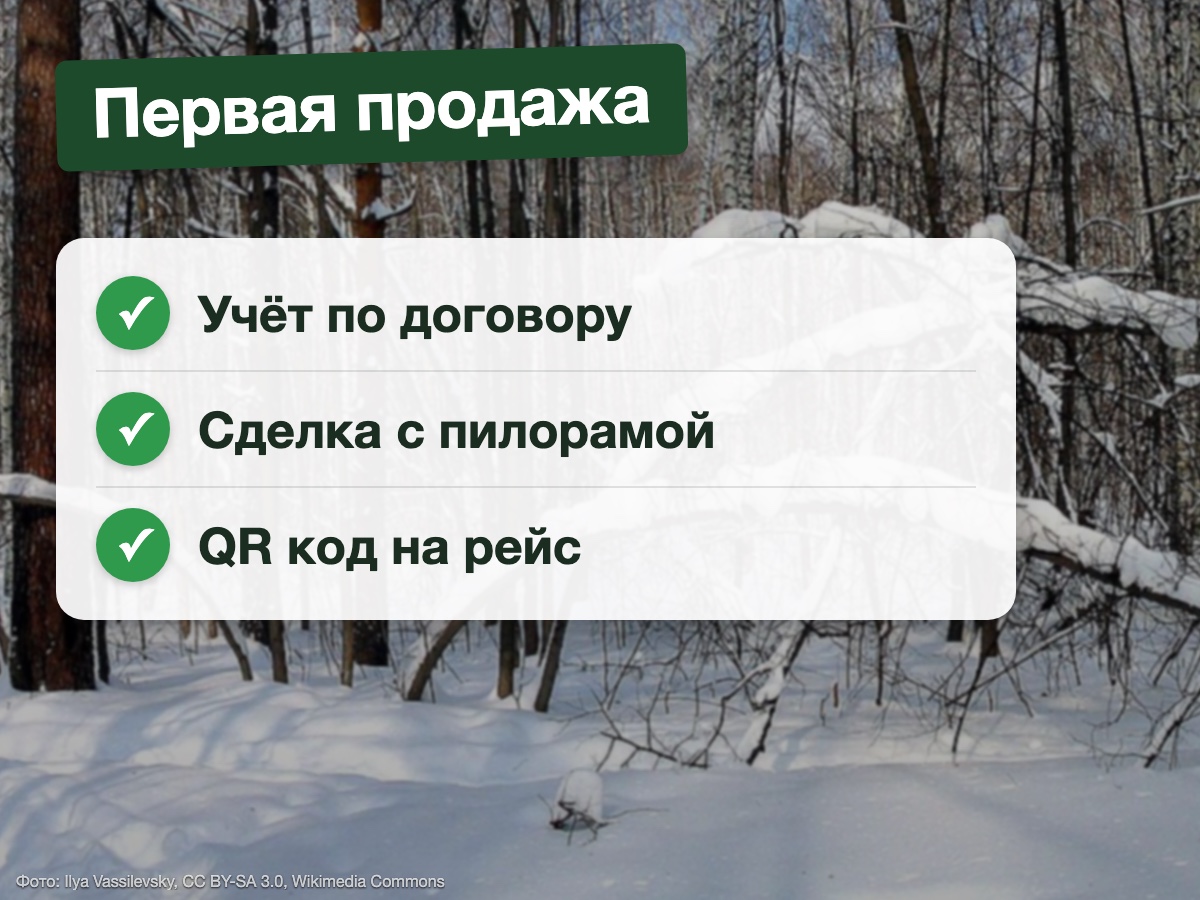 Первая продажа
Учёт по договору
Сделка с пилорамой
QR код на рейс
Фото: Ilya Vassilevsky, CC BY-SA 3.0, Wikimedia Commons